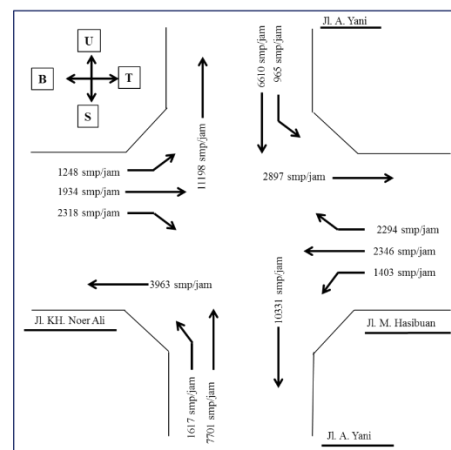 Jl. A. Yani
U
B
T
S
6610 smp/jam
965 smp/jam
11198 smp/jam
1248 smp/jam
1934 smp/jam
2318 smp/jam
2897 smp/jam
2294 smp/jam
2346 smp/jam
1403 smp/jam
3963 smp/jam
10331 smp/jam
Jl. KH. Noer Ali
Jl. M. Hasibuan
1617 smp/jam
7701 smp/jam
Jl. A. Yani